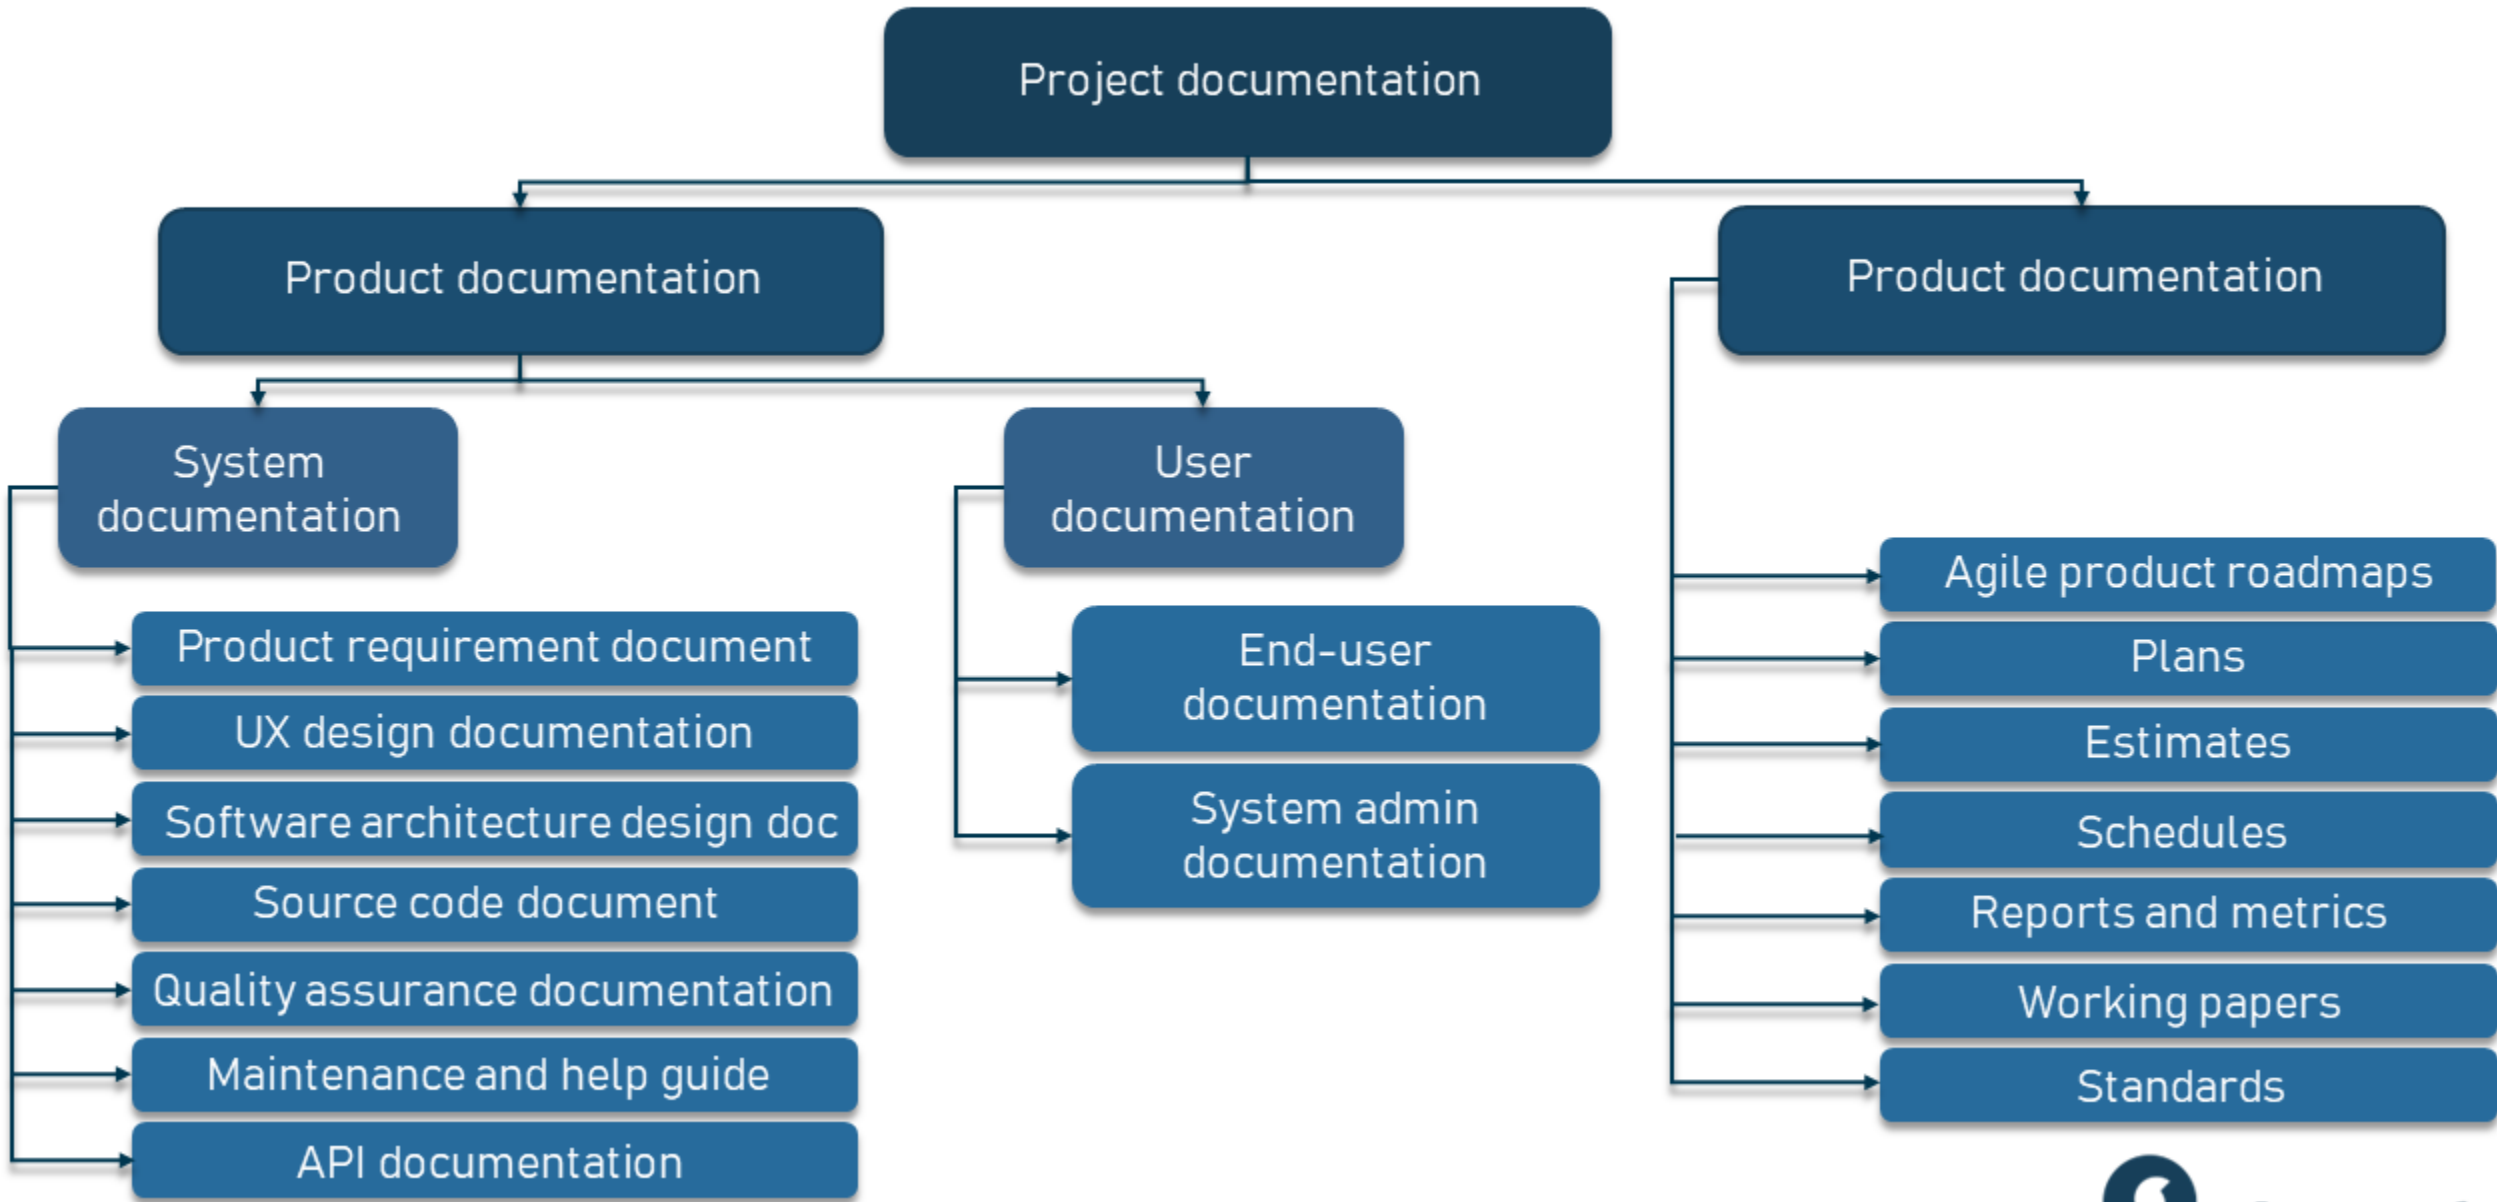 Project documentation
Product documentation
Product documentation
System
documentation
User
documentation
Product requirement document
UX design documentation
Software architecture design doc
Source code document
Quality assurance documentation
Maintenance and help guide
API documentation
End-user
documentation
System admin
documentation
Agile product roadmaps
Plans
Estimates
Schedules
Reports and metrics
Working papers
Standards